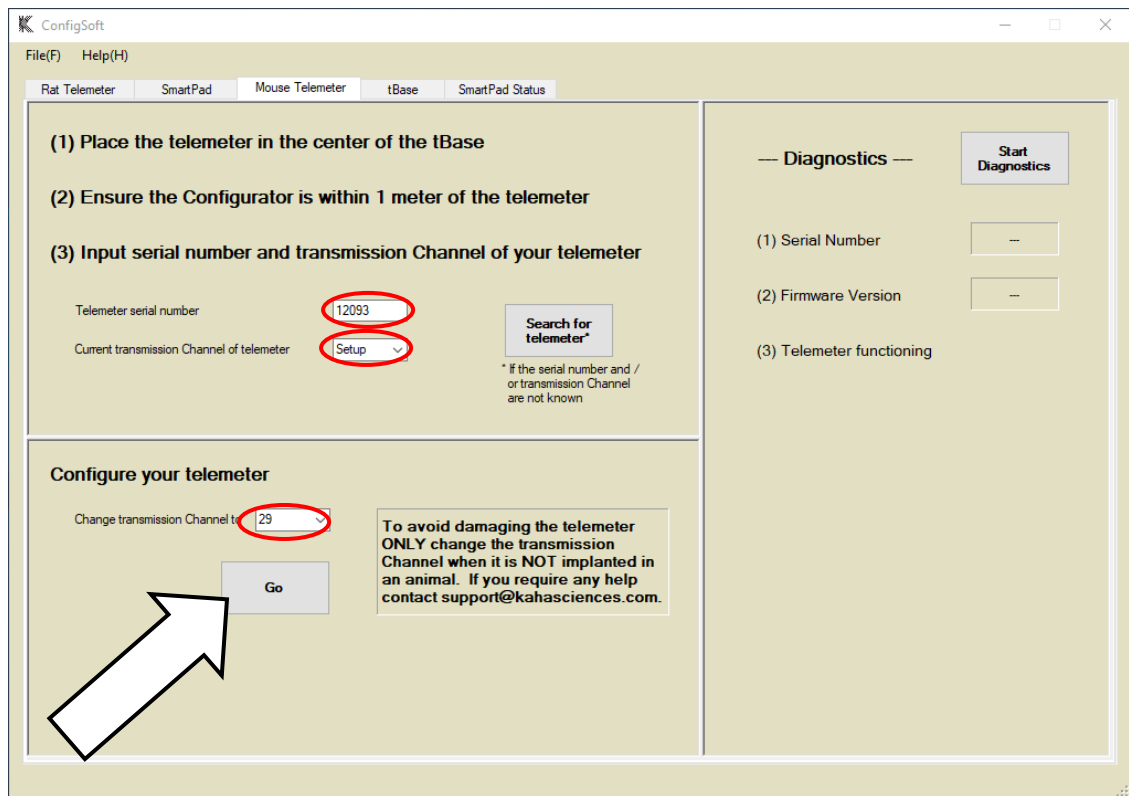 ConfigSoft
File(F) Help(H)
Rat Telemeter SmartPad Mouse Telemeter tBase SmartPad Status
(1) Place the telemeter in the center of the tBase
(2) Ensure the Configurator is within 1 meter of the telemeter
(3) Input serial number and transmission Channel of your telemeter
Telemeter serial number 12093
Current transmission Channel of telemeter Setup
Search for
telemeter*
* If the serial number and /
or transmission Channel
are not known
Configure your telemeter
Change transmission Channel to 29
Go
To avoid damaging the telemeter
ONLY change the transmission
Channel when it is NOT implanted in
an animal. If you require any help
contact support@kahasciences.com.
--- Diagnostics ---
Start
Diagnostics
(1) Serial Number ---
(2) Firmware Version ---
(3) Telemeter functioning